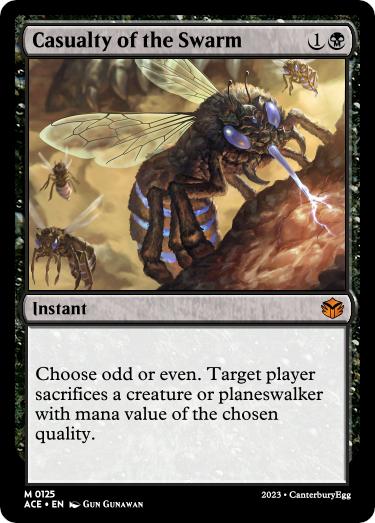 Casualty of the Swarm 1
Instant
Choose odd or even. Target player
sacrifices a creature or planeswalker
with mana value of the chosen
quality.
M 0125
ACE • EN Gun Gunawan
2023 • CanterburyEgg